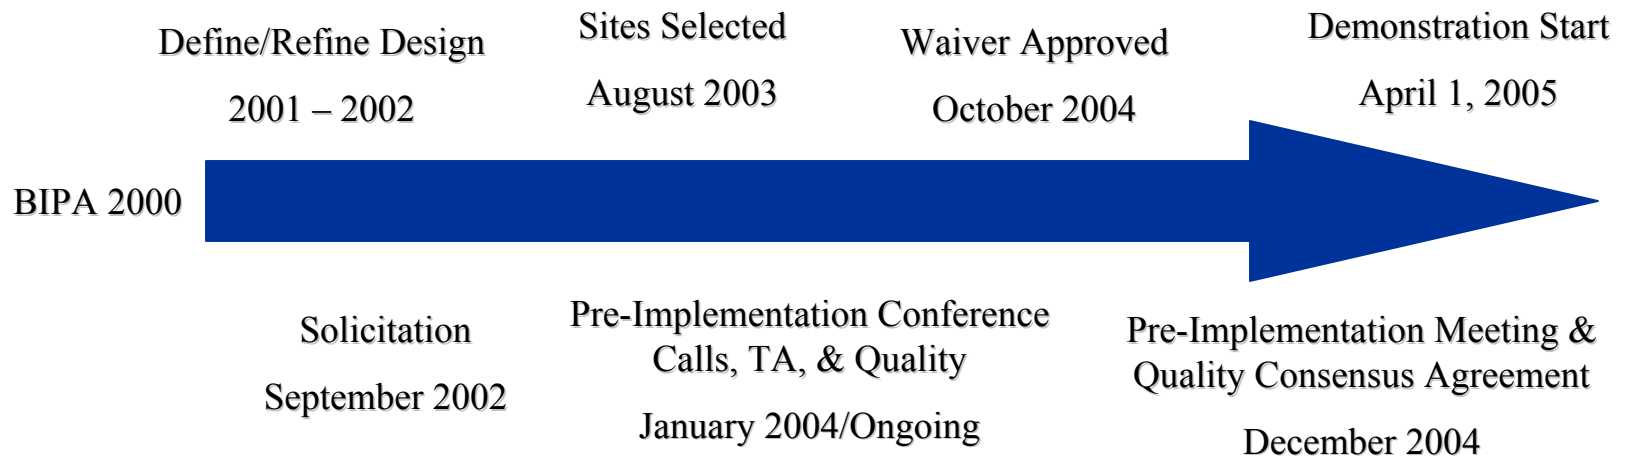 Define/Refine Design
2001 – 2002
Sites Selected
August 2003
Waiver Approved
October 2004
Demonstration Start
April 1, 2005
BIPA 2000
Solicitation
September 2002
Pre-Implementation Conference
Calls, TA, & Quality
January 2004/Ongoing
Pre-Implementation Meeting &
Quality Consensus Agreement
December 2004